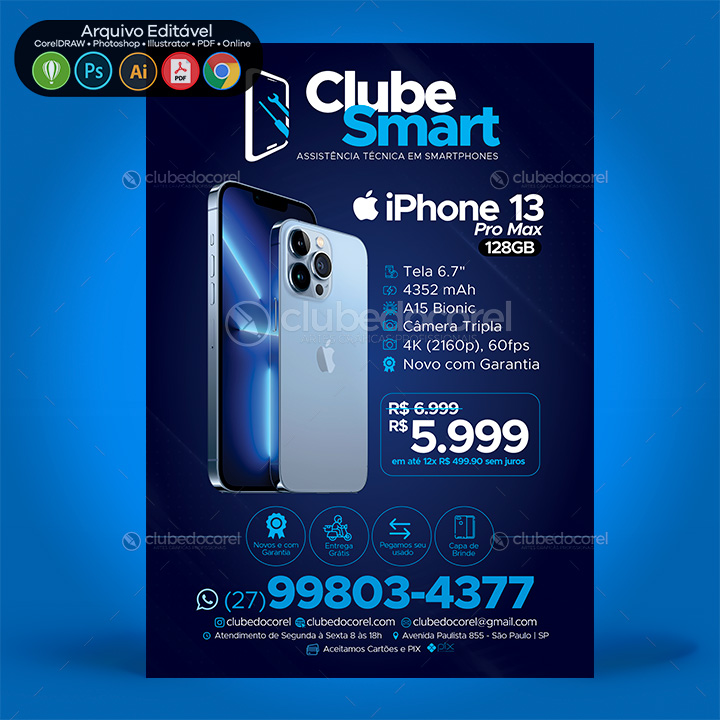 Arquivo Editável
CorelDRAW • Photoshop • Illustrator • PDF • Online
Ps
Ai
PDF
Clube
Smart
ASSISTÊNCIA TÉCNICA EM SMARTPHONES
clubedocorel
clubedocorel
iPhone 13
Pro Max
128GB
Tela 6.7"
4352 mAh
A15 Bionic
clubedocorel
Câmera Tripla
4K (2160p), 60fps
Novo com Garantia
R$ 6.999
R$ 5.999
em até 12x R$ 499.90 sem juros
Novos e com Garantia
Entrega Grátis
Pegamos seu usado
Capa de Brinde
clubedocorel
clubedocorel
(27) 99803-4377
clubedocorel clubedocorel.com clubedocorel@gmail.com
Atendimento de Segunda à Sexta 8 às 18h Avenida Paulista 855 - São Paulo | SP
Aceitamos Cartões e PIX pix